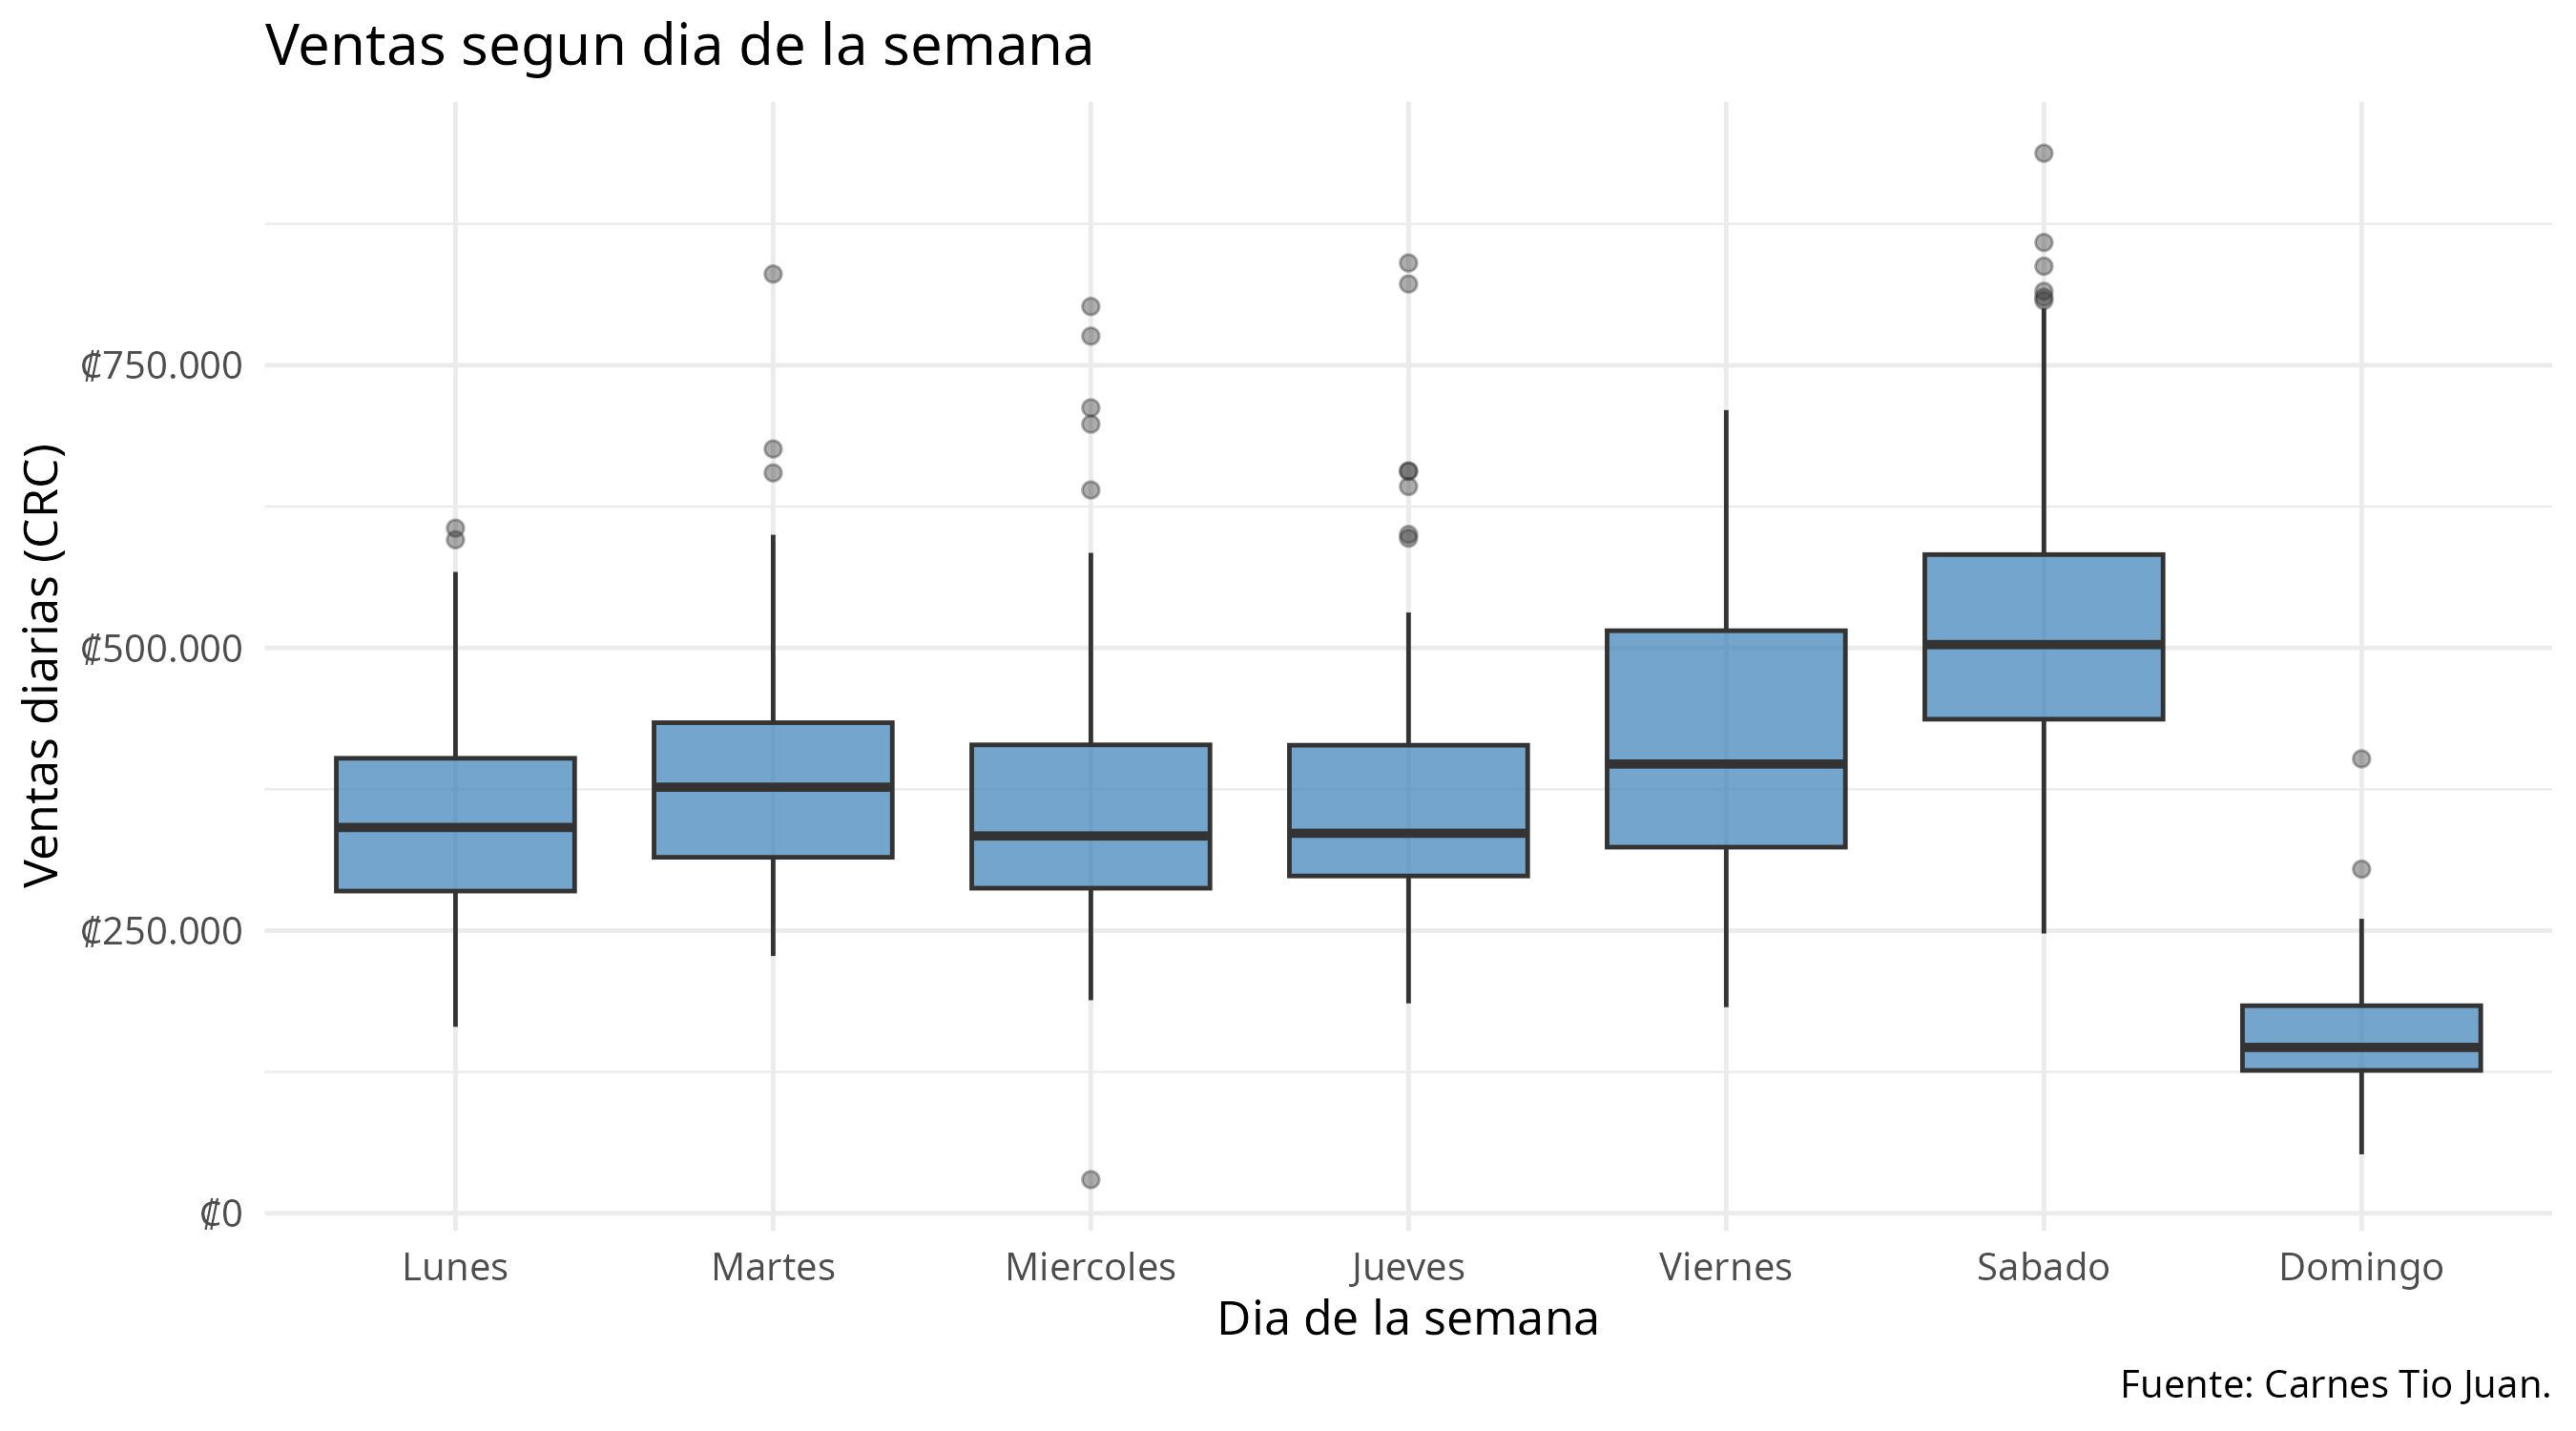 Ventas segun dia de la semana
Ventas diarias (CRC)
₡750.000
₡500.000
₡250.000
₡0
Lunes Martes Miercoles Jueves Viernes Sabado Domingo
Dia de la semana
Fuente: Carnes Tio Juan.